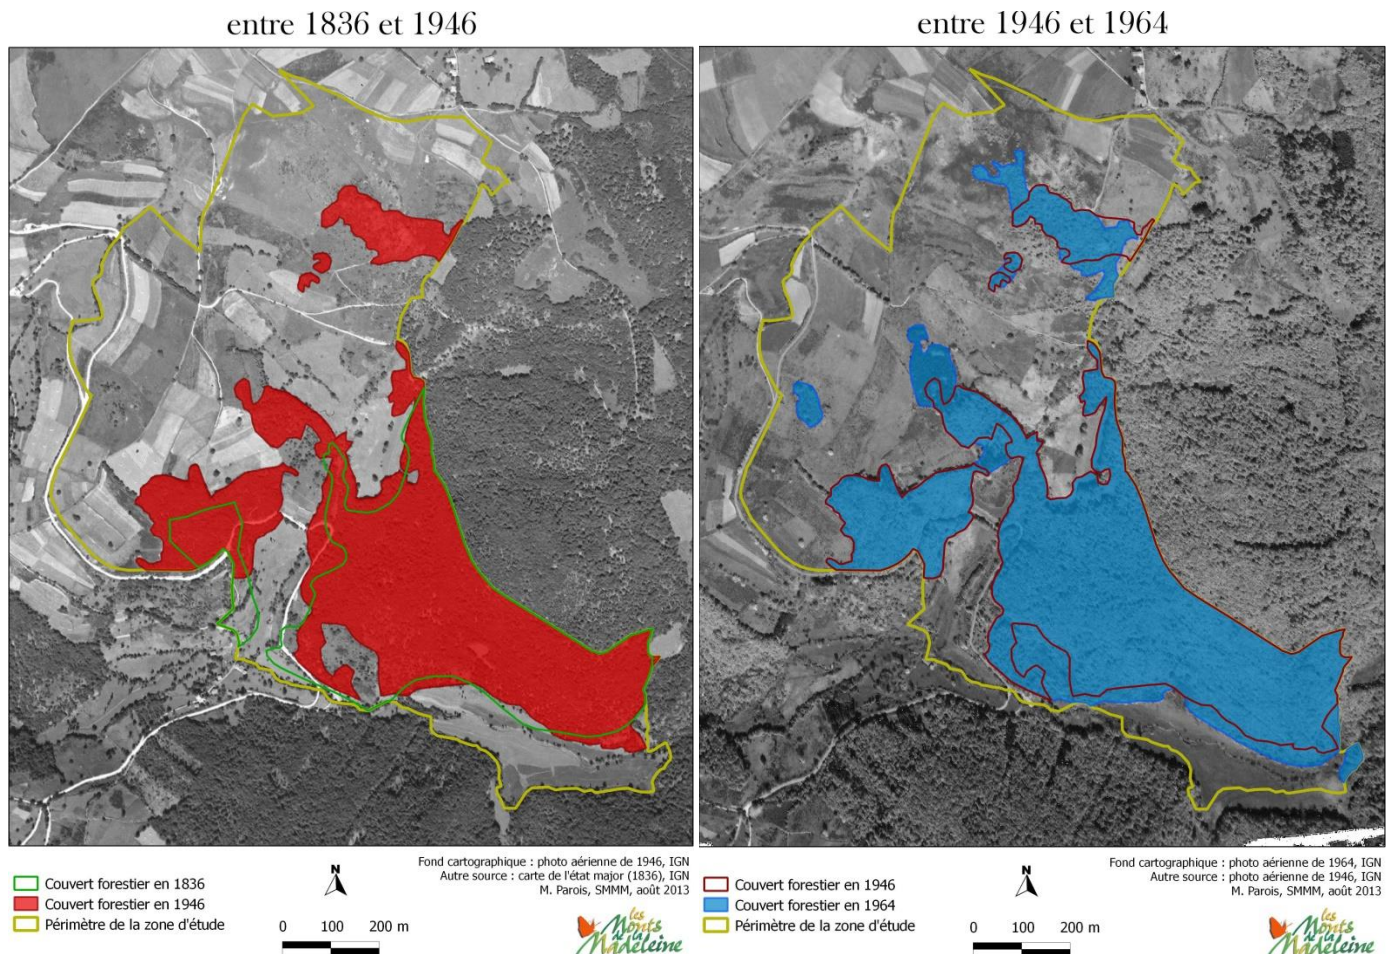 entre 1836 et 1946
entre 1946 et 1964
Couvert forestier en 1836
Couvert forestier en 1946
Périmètre de la zone d'étude
N
0 100 200 m
Fond cartographique : photo aérienne de 1946, IGN
Autre source : carte de l'état major (1836), IGN
M. Parois, SMMM, août 2013
les
Monts
de la
Madeleine
Couvert forestier en 1946
Couvert forestier en 1964
Périmètre de la zone d'étude
N
0 100 200 m
Fond cartographique : photo aérienne de 1964, IGN
Autre source : photo aérienne de 1946, IGN
M. Parois, SMMM, août 2013
les
Monts
de la
Madeleine